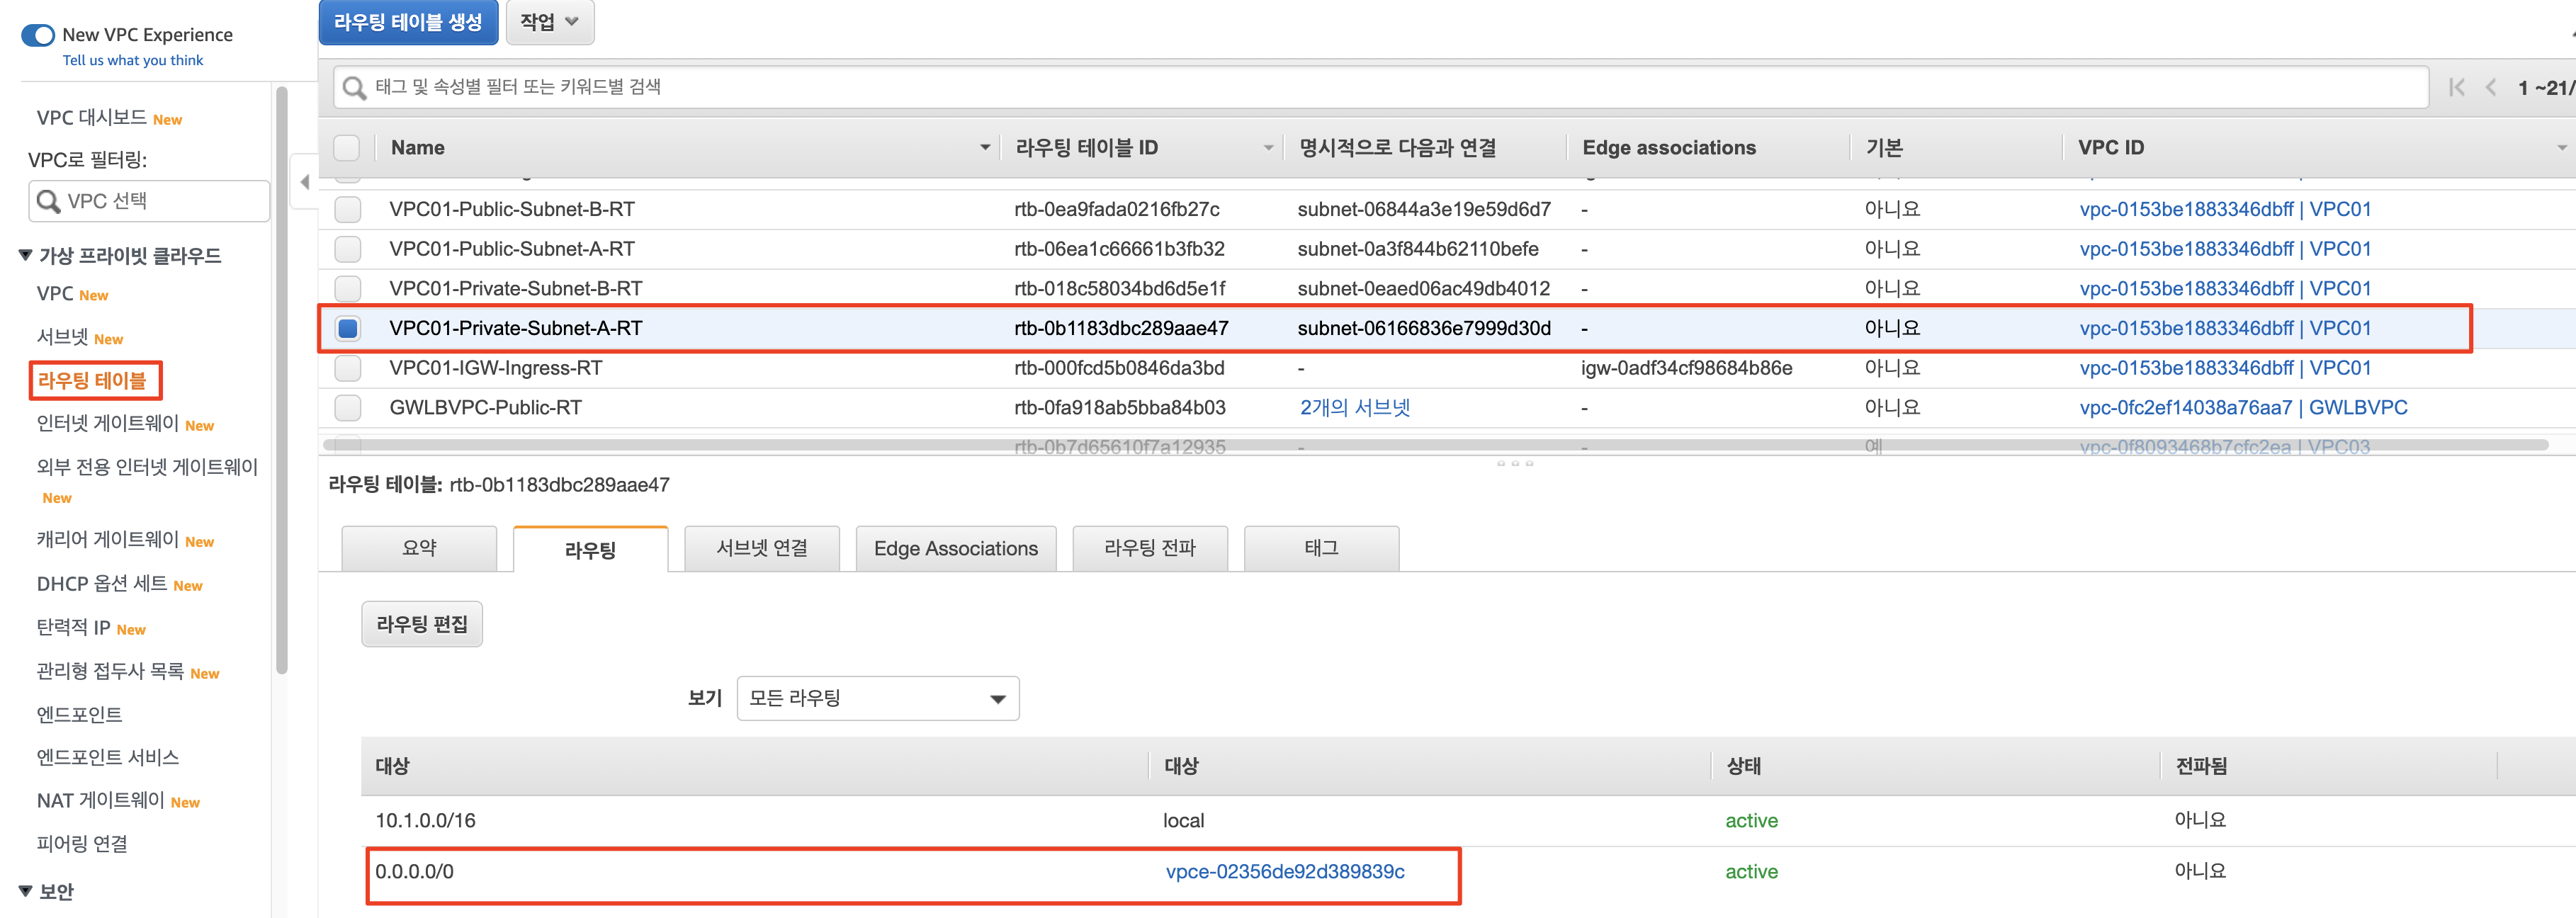 New VPC Experience
Tell us what you think
VPC 대시보드 New
VPC로 필터링:
VPC 선택
가상 프라이빗 클라우드
VPC New
서브넷 New
라우팅 테이블
인터넷 게이트웨이 New
외부 전용 인터넷 게이트웨이
New
캐리어 게이트웨이 New
DHCP 옵션 세트 New
탄력적 IP New
관리형 접두사 목록 New
엔드포인트
엔드포인트 서비스
NAT 게이트웨이 New
피어링 연결
보안
라우팅 테이블 생성 작업
태그 및 속성별 필터 또는 키워드별 검색 1 ~21/
Name 라우팅 테이블 ID 명시적으로 다음과 연결 Edge associations 기본 VPC ID
VPC01-Public-Subnet-B-RT rtb-0ea9fada0216fb27c subnet-06844a3e19e59d6d7 - 아니요 vpc-0153be1883346dbff | VPC01
VPC01-Public-Subnet-A-RT rtb-06ea1c66661b3fb32 subnet-0a3f844b62110befe - 아니요 vpc-0153be1883346dbff | VPC01
VPC01-Private-Subnet-B-RT rtb-018c58034bd6d5e1f subnet-0eaed06ac49db4012 - 아니요 vpc-0153be1883346dbff | VPC01
VPC01-Private-Subnet-A-RT rtb-0b1183dbc289aae47 subnet-06166836e7999d30d - 아니요 vpc-0153be1883346dbff | VPC01
VPC01-IGW-Ingress-RT rtb-000fcd5b0846da3bd - igw-0adf34cf98684b86e 아니요 vpc-0153be1883346dbff | VPC01
GWLBVPC-Public-RT rtb-0fa918ab5bba84b03 2개의 서브넷 - 아니요 vpc-0fc2ef14038a76aa7 | GWLBVPC
rtb-0b7d65610f7a12935 - - 예 vpc-0f8093468b7cfc2ea | VPC03
라우팅 테이블: rtb-0b1183dbc289aae47
요약 라우팅 서브넷 연결 Edge Associations 라우팅 전파 태그
라우팅 편집
보기 모든 라우팅
대상 대상 상태 전파됨
10.1.0.0/16 local active 아니요
0.0.0.0/0 vpce-02356de92d389839c active 아니요